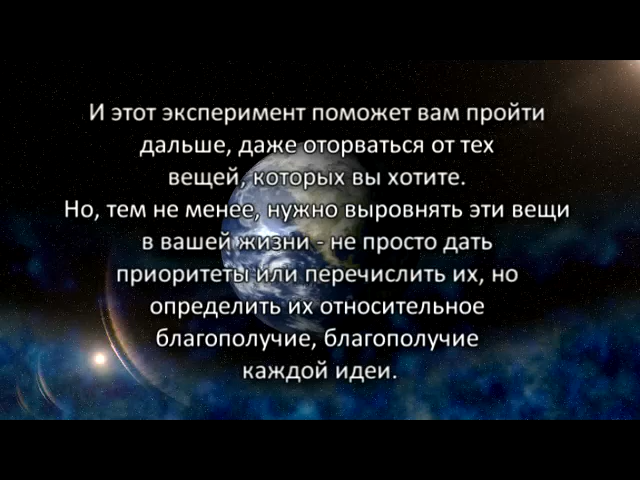 И этот эксперимент поможет вам пройти
дальше, даже оторваться от тех
вещей, которых вы хотите.
Но, тем не менее, нужно выровнять эти вещи
в вашей жизни - не просто дать
приоритеты или перечислить их, но
определить их относительное
благополучие, благополучие
каждой идеи.